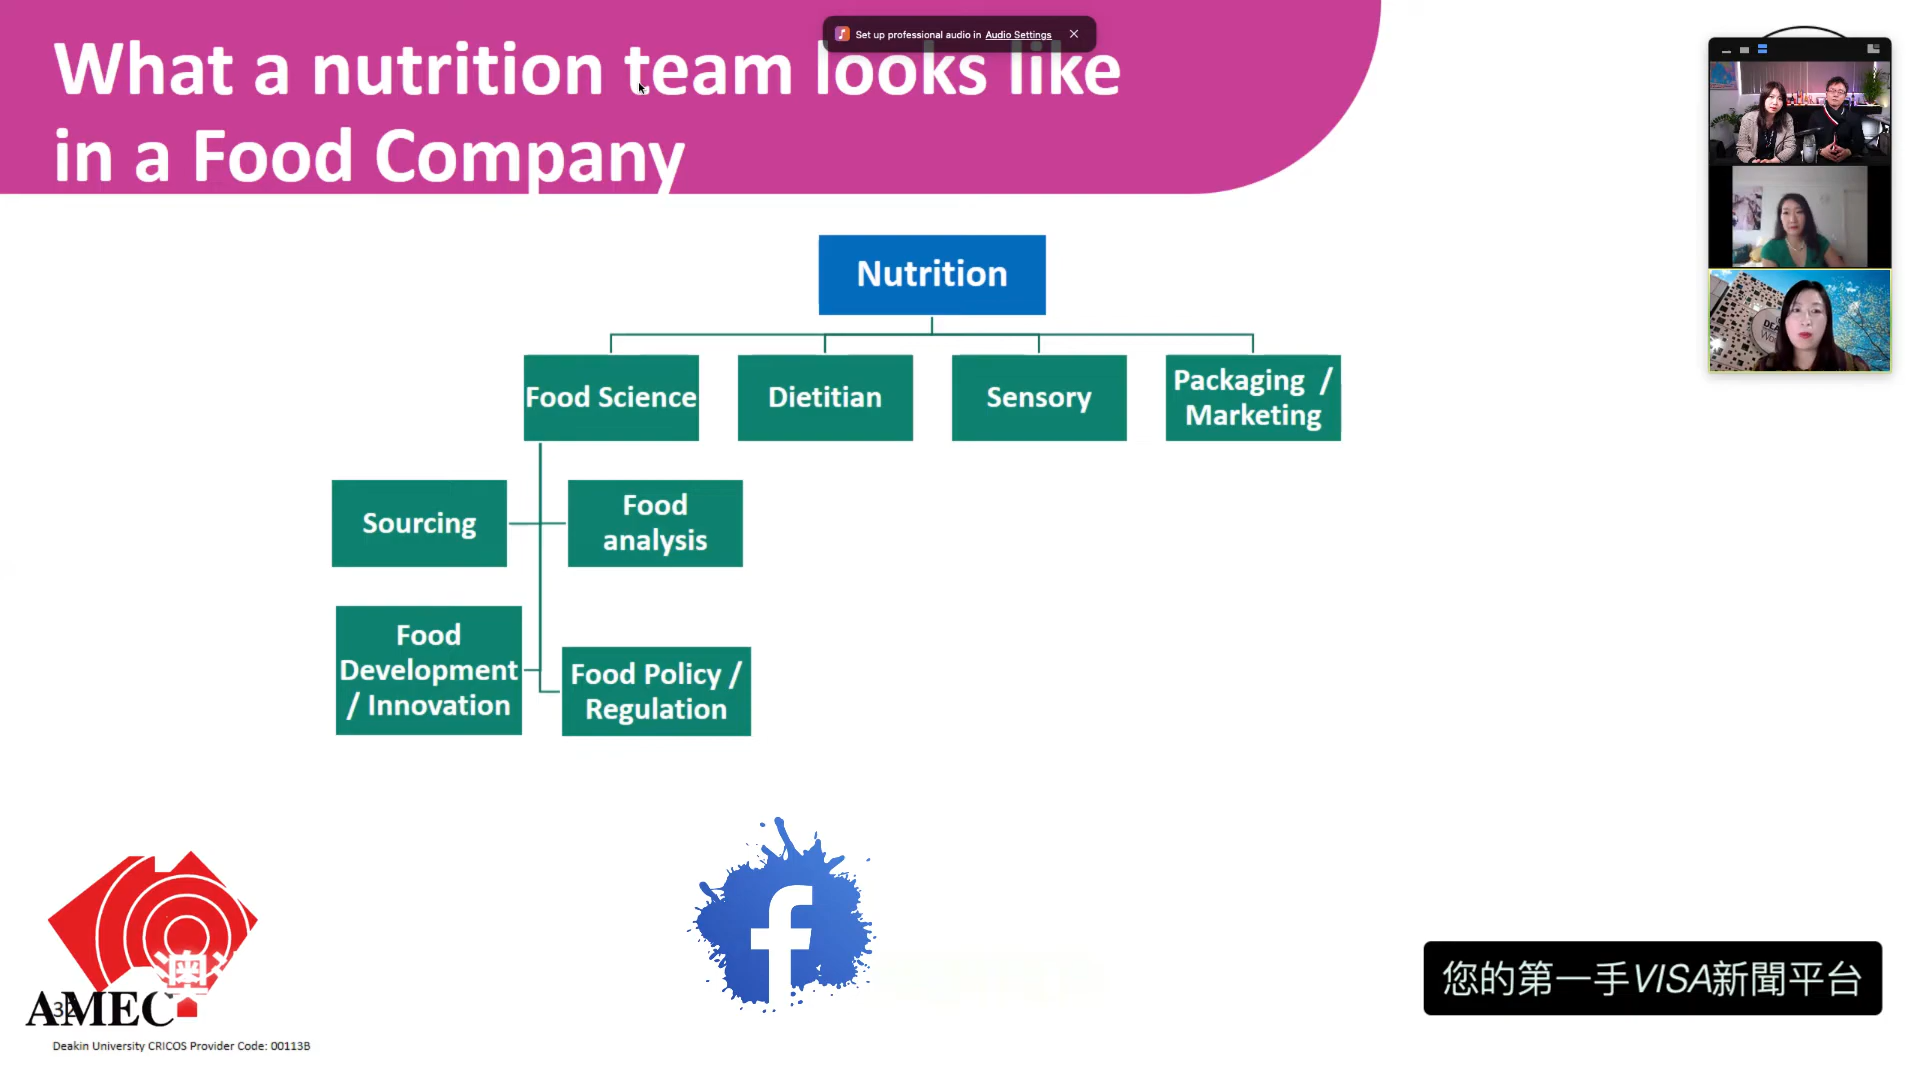 Set up professional audio in Audio Settings
What a nutrition team looks like
in a Food Company
Nutrition
Food Science
Dietitian
Sensory
Packaging /
Marketing
Sourcing
Food
analysis
Food
Development
/ Innovation
Food Policy /
Regulation
澳
AMEC
32
Deakin University CRICOS Provider Code: 00113B
您的第一手VISA新聞平台